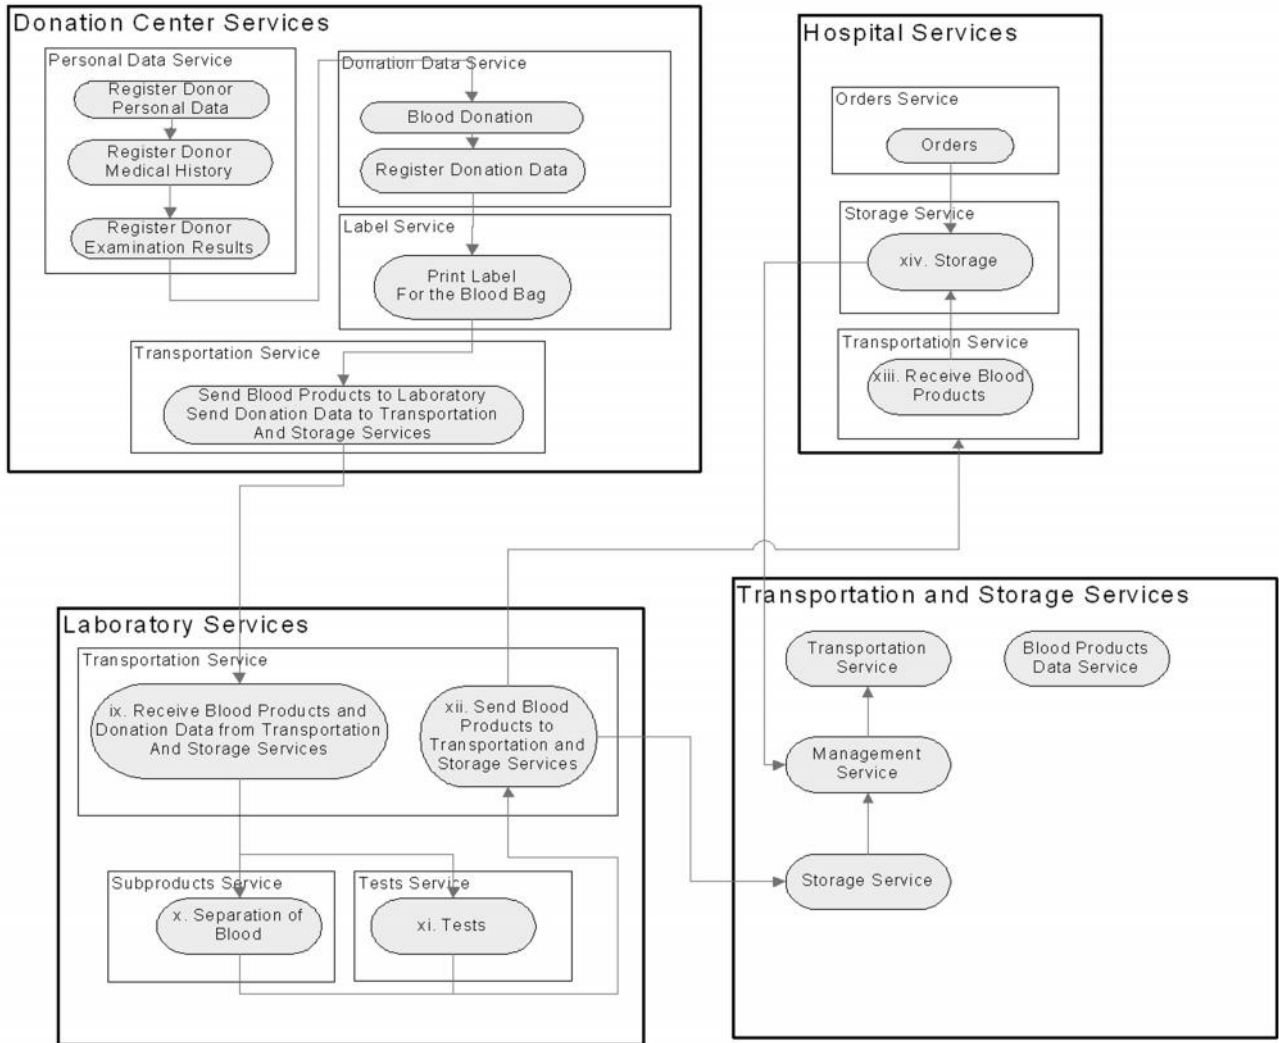 Donation Center Services
Personal Data Service
Register Donor
Personal Data
Register Donor
Medical History
Register Donor
Examination Results
Donation Data Service
Blood Donation
Register Donation Data
Label Service
Print Label
For the Blood Bag
Transportation Service
Send Blood Products to Laboratory
Send Donation Data to Transportation
And Storage Services
Hospital Services
Orders Service
Orders
Storage Service
xiv. Storage
Transportation Service
xiii. Receive Blood
Products
Laboratory Services
Transportation Service
ix. Receive Blood Products and
Donation Data from Transportation
And Storage Services
xii. Send Blood
Products to
Transportation and
Storage Services
Subproducts Service
x. Separation of
Blood
Tests Service
xi. Tests
Transportation and Storage Services
Transportation
Service
Blood Products
Data Service
Management
Service
Storage Service